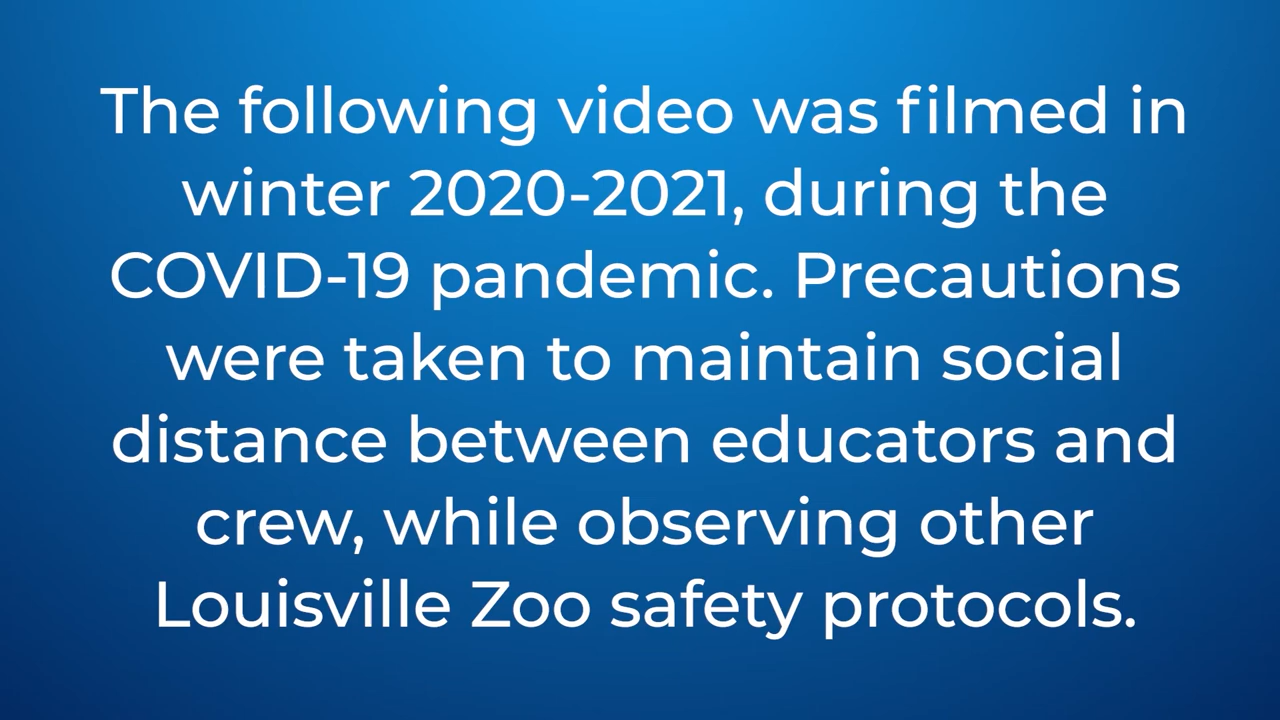 The following video was filmed in
winter 2020-2021, during the
COVID-19 pandemic. Precautions
were taken to maintain social
distance between educators and
crew, while observing other
Louisville Zoo safety protocols.